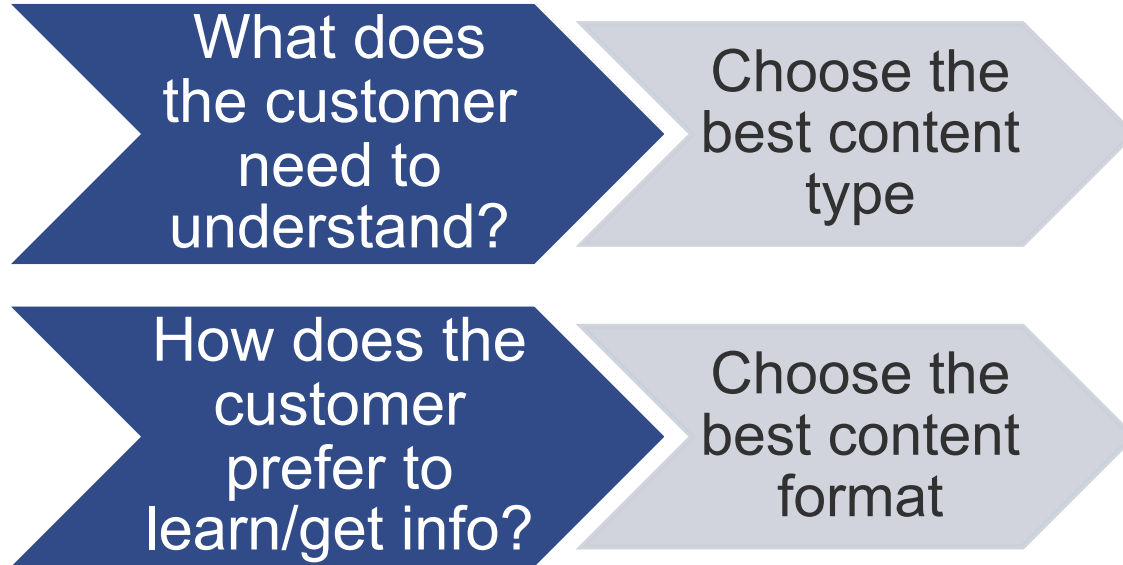 What does
the customer
need to
understand?
Choose the
best content
type
How does the
customer
prefer to
learn/get info?
Choose the
best content
format